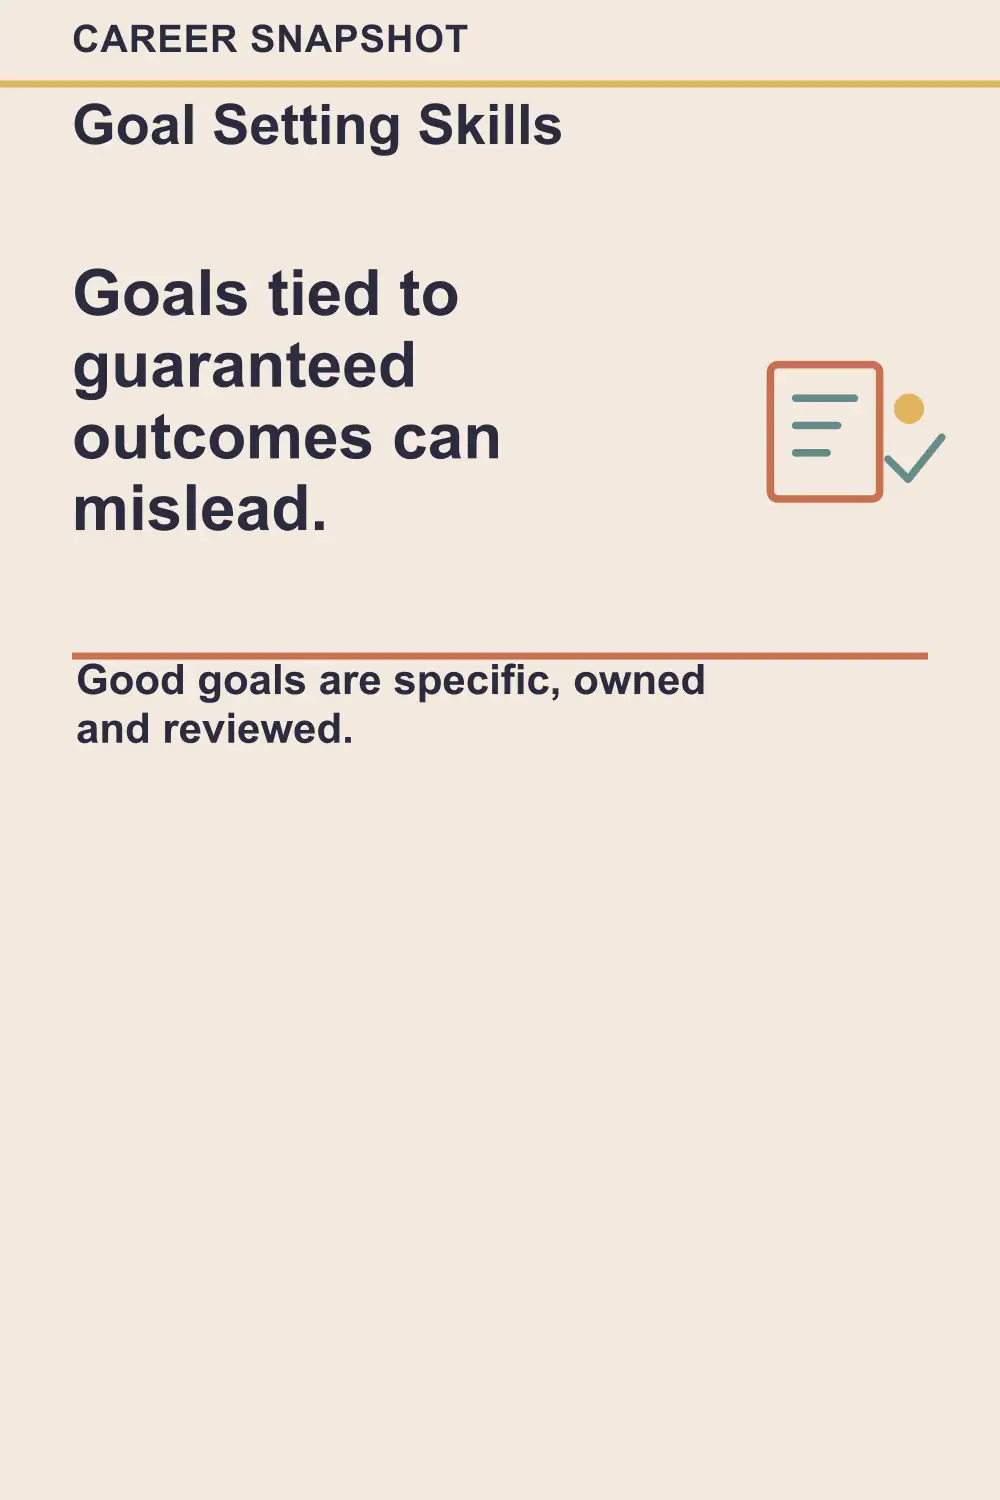 CAREER SNAPSHOT
Goal Setting Skills
Goals tied to
guaranteed
outcomes can
mislead.
Good goals are specific, owned
and reviewed.